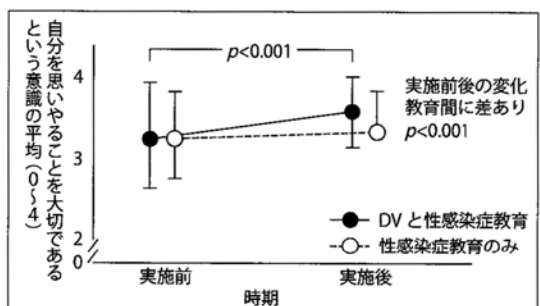 自分を思いやることを大切である
という意識の平均(0〜4)
4
3
2
0
p<0.001
実施前後の変化
教育間に差あり
p<0.001
DVと性感染症教育
性感染症教育のみ
実施前
実施後
時期